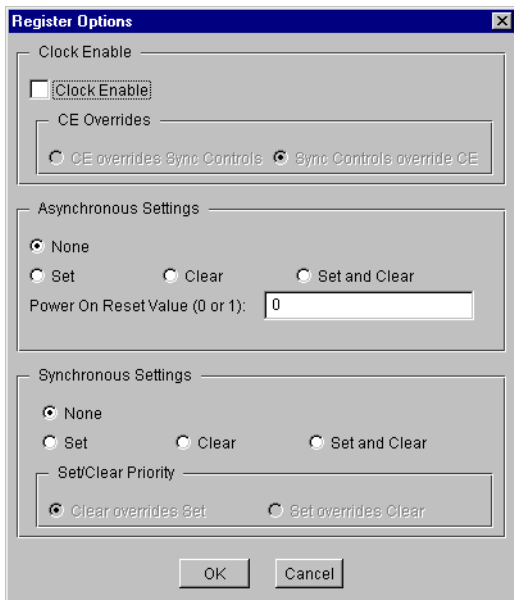 Register Options
Clock Enable
Clock Enable
CE Overrides
CE overrides Sync Controls Sync Controls override CE
Asynchronous Settings
None
Set Clear Set and Clear
Power On Reset Value (0 or 1): 0
Synchronous Settings
None
Set Clear Set and Clear
Set/Clear Priority
Clear overrides Set Set overrides Clear
OK Cancel